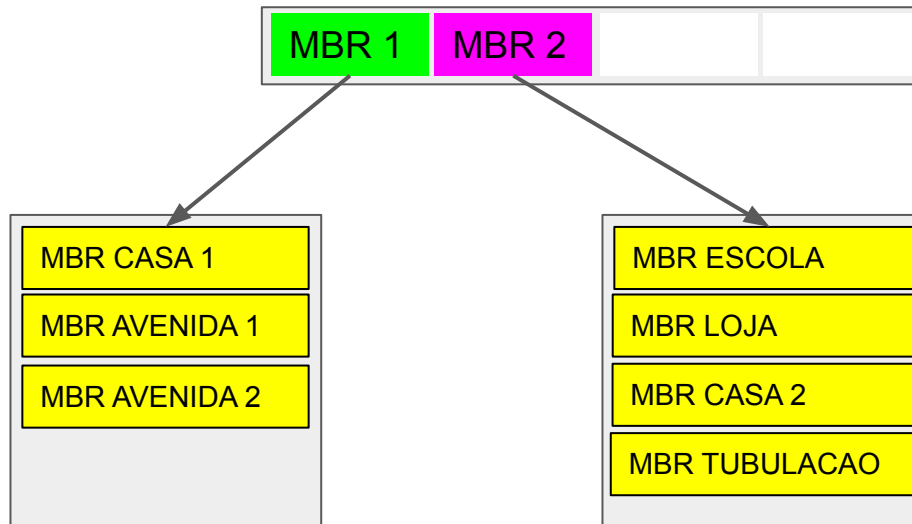 MBR 1
MBR 2
MBR CASA 1
MBR AVENIDA 1
MBR AVENIDA 2
MBR ESCOLA
MBR LOJA
MBR CASA 2
MBR TUBULACAO